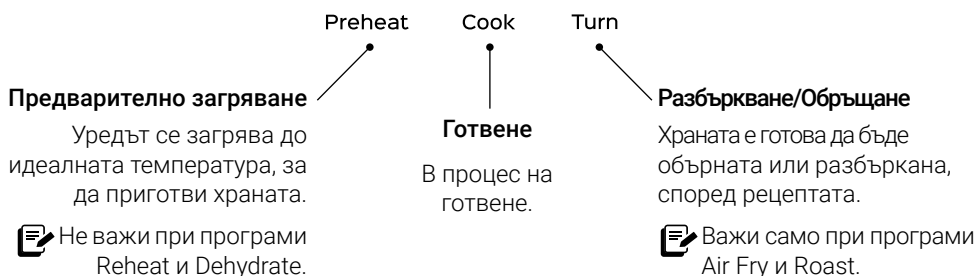 Preheat
Cook
Turn
Предварително загряване
Уредът се загрява до
идеалната температура, за
да приготви храната.
Не важи при програми
Reheat и Dehydrate.
Готвене
В процес на
готвене.
Разбъркване/Обръщане
Храната е готова да бъде
обърната или разбъркана,
според рецептата.
Важи само при програми
Air Fry и Roast.